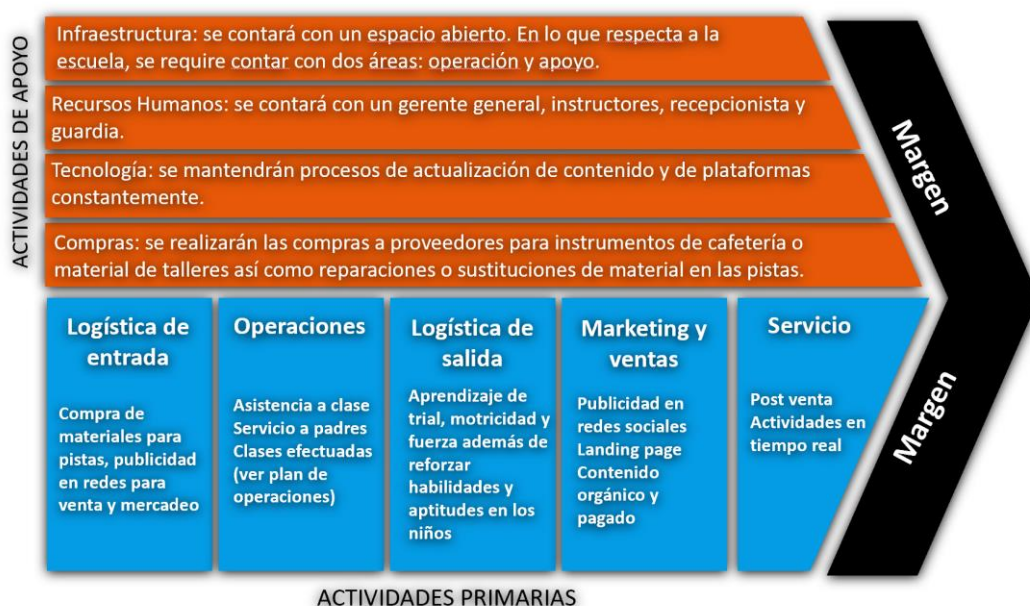 ACTIVIDADES DE APOYO
Infraestructura: se contará con un espacio abierto. En lo que respecta a la
escuela, se require contar con dos áreas: operación y apoyo.
Recursos Humanos: se contará con un gerente general, instructores, recepcionista y
guardia.
Tecnología: se mantendrán procesos de actualización de contenido y de plataformas
constantemente.
Compras: se realizarán las compras a proveedores para instrumentos de cafetería o
material de talleres así como reparaciones o sustituciones de material en las pistas.
Margen
Logística de
entrada
Compra de
materiales para
pistas, publicidad
en redes para
venta y mercadeo
Operaciones
Asistencia a clase
Servicio a padres
Clases efectuadas
(ver plan de
operaciones)
Logística de
salida
Aprendizaje de
trial, motricidad y
fuerza además de
reforzar
habilidades y
aptitudes en los
niños
Marketing y
ventas
Publicidad en
redes sociales
Landing page
Contenido
orgánico y
pagado
Servicio
Post venta
Actividades en
tiempo real
Margen
ACTIVIDADES PRIMARIAS